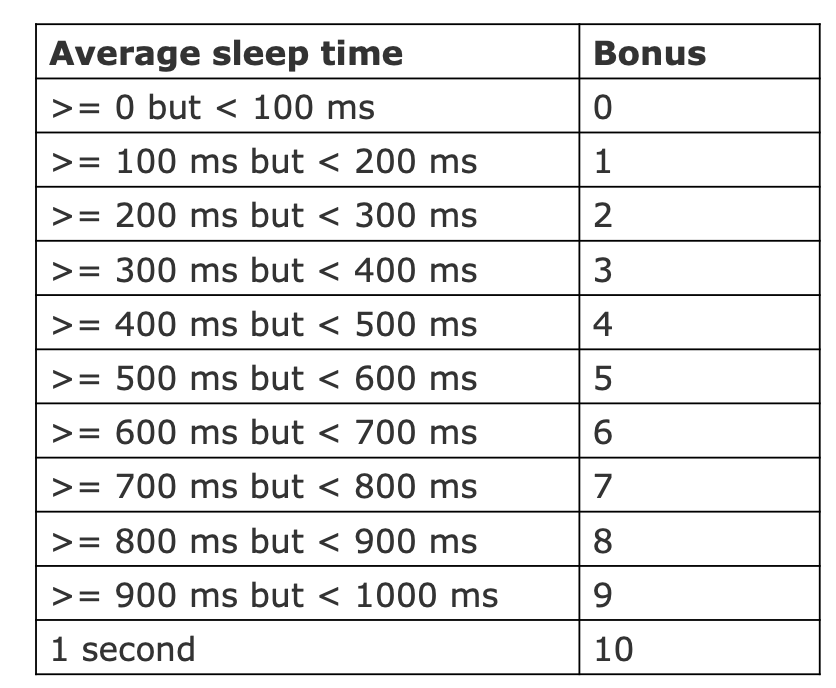 Average sleep time Bonus
>= 0 but < 100 ms 0
>= 100 ms but < 200 ms 1
>= 200 ms but < 300 ms 2
>= 300 ms but < 400 ms 3
>= 400 ms but < 500 ms 4
>= 500 ms but < 600 ms 5
>= 600 ms but < 700 ms 6
>= 700 ms but < 800 ms 7
>= 800 ms but < 900 ms 8
>= 900 ms but < 1000 ms 9
1 second 10